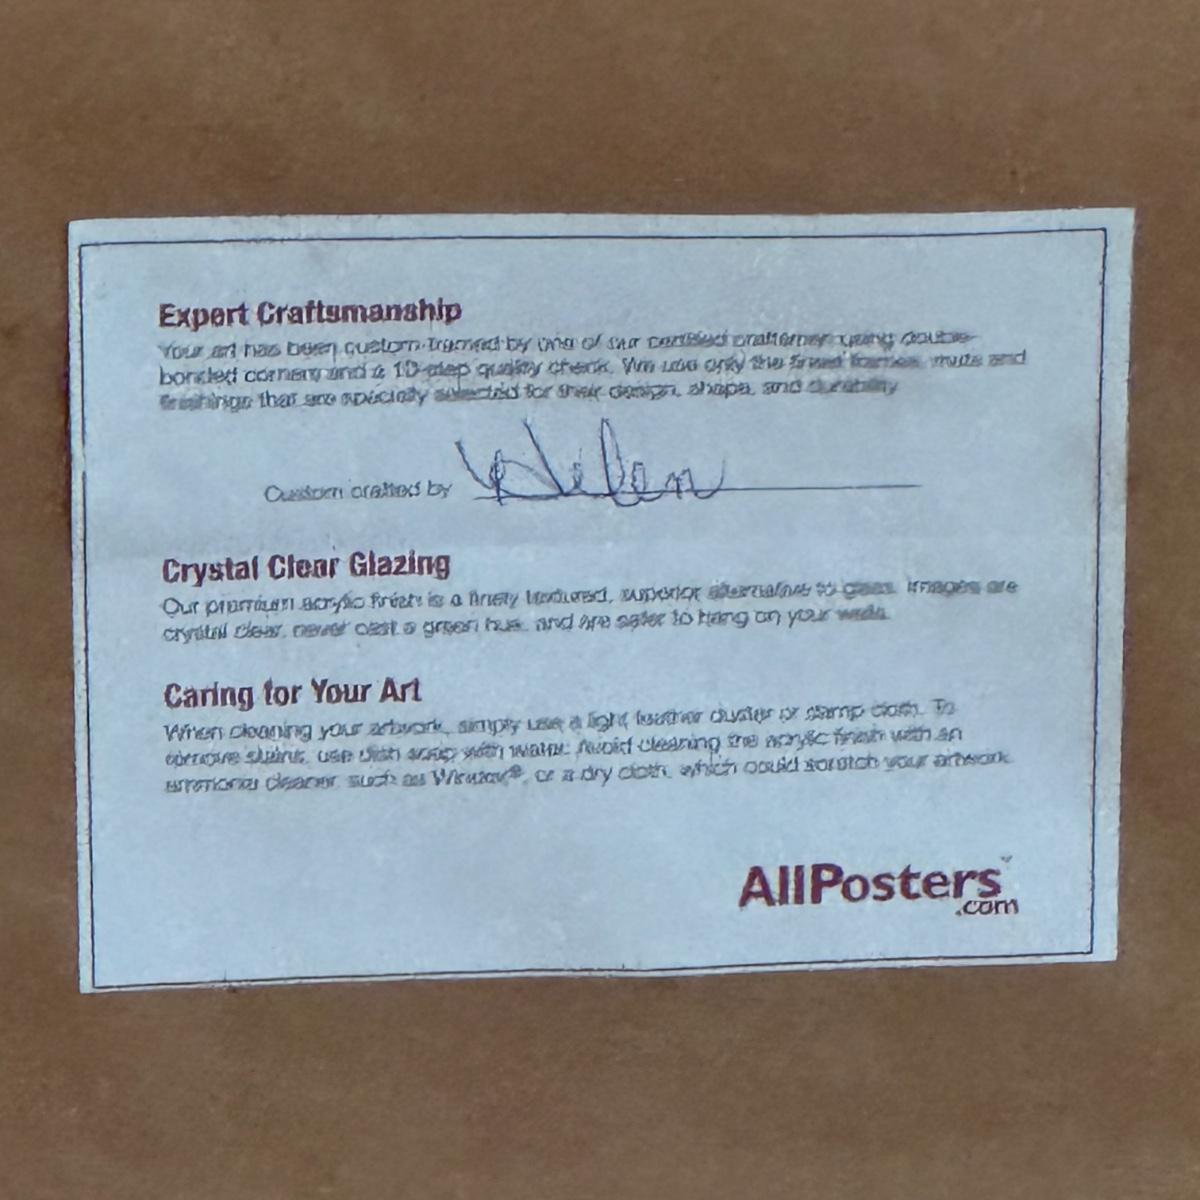 Expert Craftsmanship
Your art has been custom-framed by one of our certified craftsmen using double-
bonded corners and a 10-step quality check. We use only the finest frames, mats and
finishings that are specially selected for their design, shape, and durability.
Custom crafted by Helen
Crystal Clear Glazing
Our premium acrylic finish is a finely textured, superior alternative to glass. Images are
crystal clear, never cast a green hue, and are safer to hang on your walls.
Caring for Your Art
When cleaning your artwork, simply use a light feather duster or damp cloth. To
remove stains, use dish soap with water. Avoid cleaning the acrylic finish with an
ammonia cleaner, such as Windex®, or a dry cloth, which could scratch your artwork.
AllPosters
.com